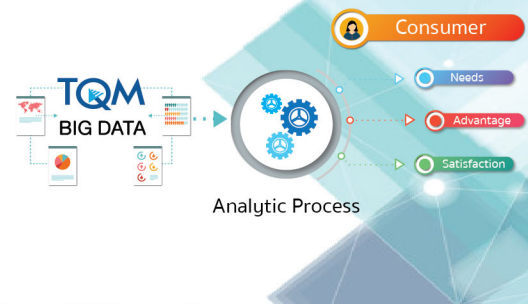 TQM
BIG DATA
Analytic Process
Consumer
Needs
Advantage
Satisfaction